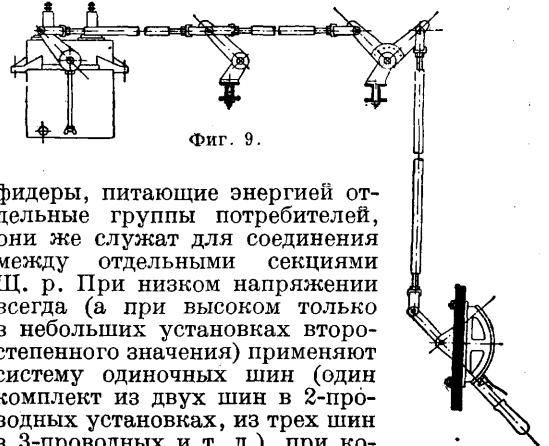 Фиг. 9.
фидеры, питающие энергией от-
дельные группы потребителей,
они же служат для соединения
между отдельными секциями
Щ. р. При низком напряжении
всегда (а при высоком только
в небольших установках второ-
степенного значения) применяют
систему одиночных шин (один
комплект из двух шин в 2-про-
водных установках, из трех шин
в 3-проводных и т. д.), при ко-